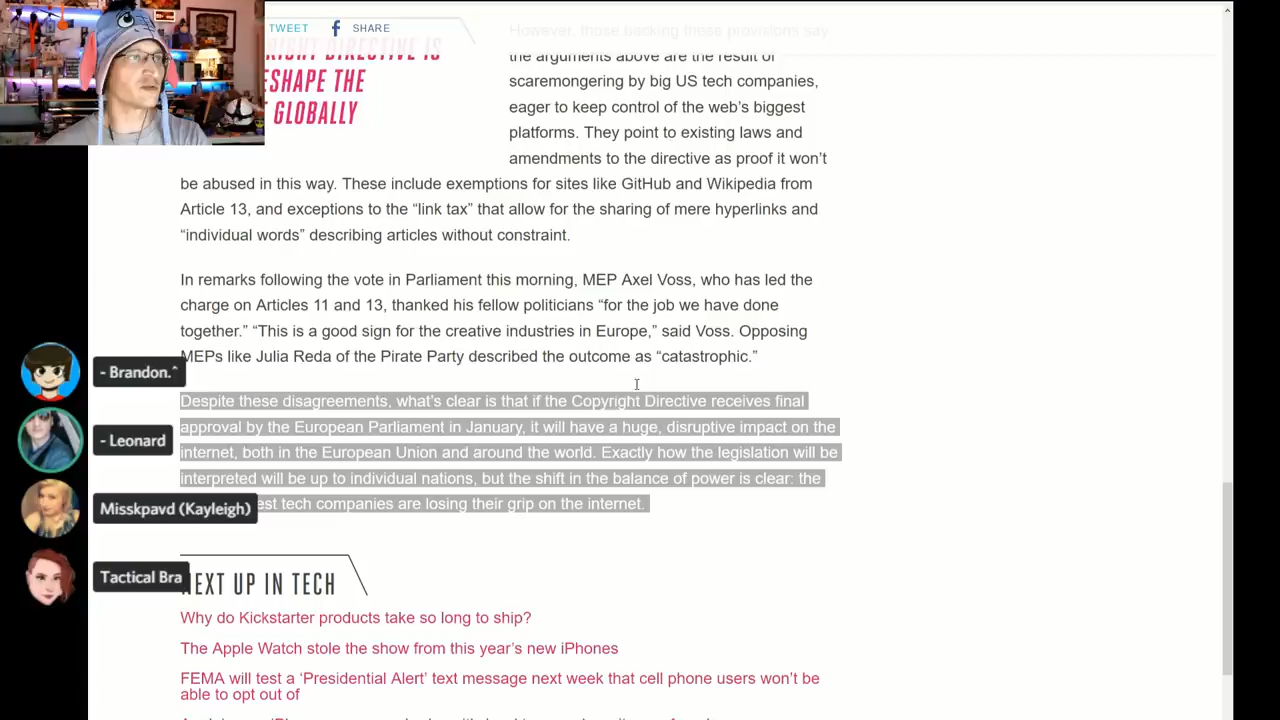 TWEET
SHARE
RIGHT DIRECTIVE IS
ESHAPE THE
GLOBALLY
However, those backing these provisions say
the arguments above are the result of
scaremongering by big US tech companies,
eager to keep control of the web’s biggest
platforms. They point to existing laws and
amendments to the directive as proof it won’t
be abused in this way. These include exemptions for sites like GitHub and Wikipedia from
Article 13, and exceptions to the “link tax” that allow for the sharing of mere hyperlinks and
“individual words” describing articles without constraint.
In remarks following the vote in Parliament this morning, MEP Axel Voss, who has led the
charge on Articles 11 and 13, thanked his fellow politicians “for the job we have done
together.” “This is a good sign for the creative industries in Europe,” said Voss. Opposing
MEPs like Julia Reda of the Pirate Party described the outcome as “catastrophic.”
Despite these disagreements, what’s clear is that if the Copyright Directive receives final
approval by the European Parliament in January, it will have a huge, disruptive impact on the
internet, both in the European Union and around the world. Exactly how the legislation will be
interpreted will be up to individual nations, but the shift in the balance of power is clear: the
est tech companies are losing their grip on the internet.
- Brandon.^
- Leonard
Misskpavd (Kayleigh)
Tactical Bra
NEXT UP IN TECH
Why do Kickstarter products take so long to ship?
The Apple Watch stole the show from this year’s new iPhones
FEMA will test a ‘Presidential Alert’ text message next week that cell phone users won’t be
able to opt out of